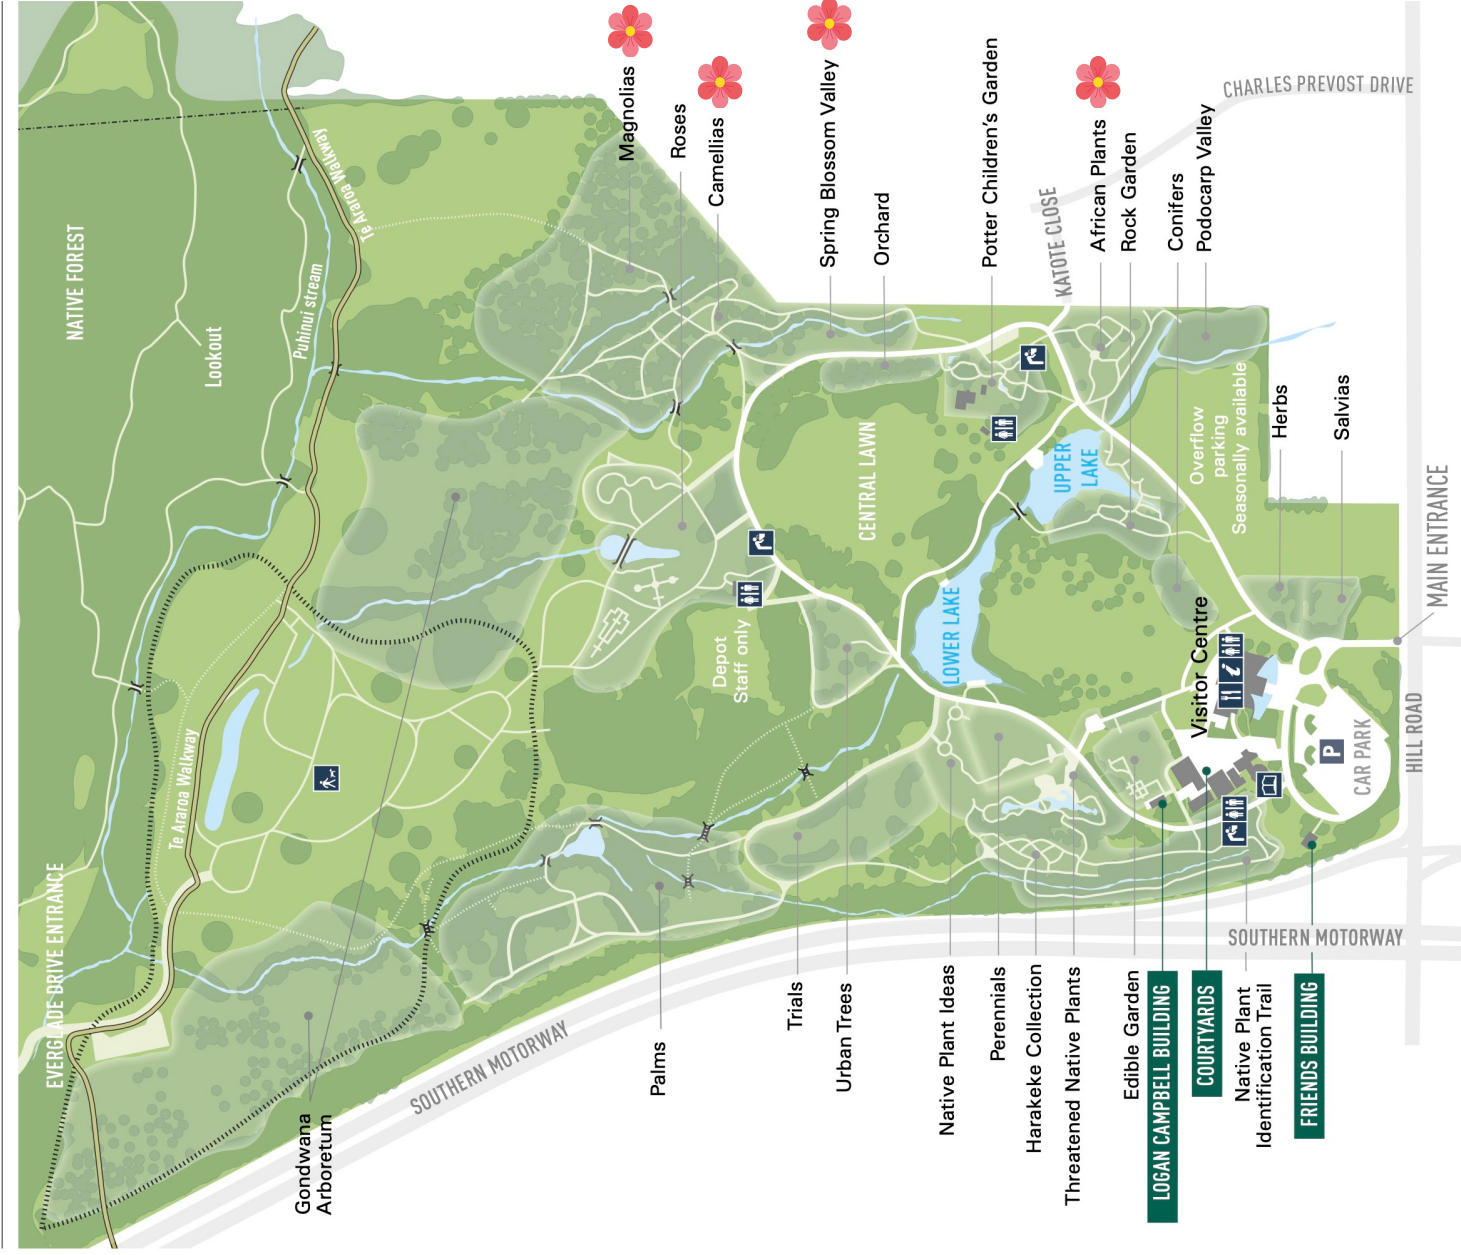 NATIVE FOREST
Lookout
Puhinui stream
Te Araroa Walkway
Magnolias
Roses
Camellias
Spring Blossom Valley
Orchard
Potter Children's Garden
KATOTE CLOSE
African Plants
Rock Garden
Conifers
Podocarp Valley
CHARLES PREVOST DRIVE
CENTRAL LAWN
UPPER
LAKE
Overflow
parking
Seasonally available
Herbs
Salvias
MAIN ENTRANCE
LOWER LAKE
Depot
Staff only
Visitor Centre
i
P
CAR PARK
HILL ROAD
Te Araroa Walkway
EVERGLADE DRIVE ENTRANCE
SOUTHERN MOTORWAY
SOUTHERN MOTORWAY
Gondwana
Arboretum
Palms
Trials
Urban Trees
Native Plant Ideas
Perennials
Harakeke Collection
Threatened Native Plants
Edible Garden
LOGAN CAMPBELL BUILDING
COURTYARDS
Native Plant
Identification Trail
FRIENDS BUILDING